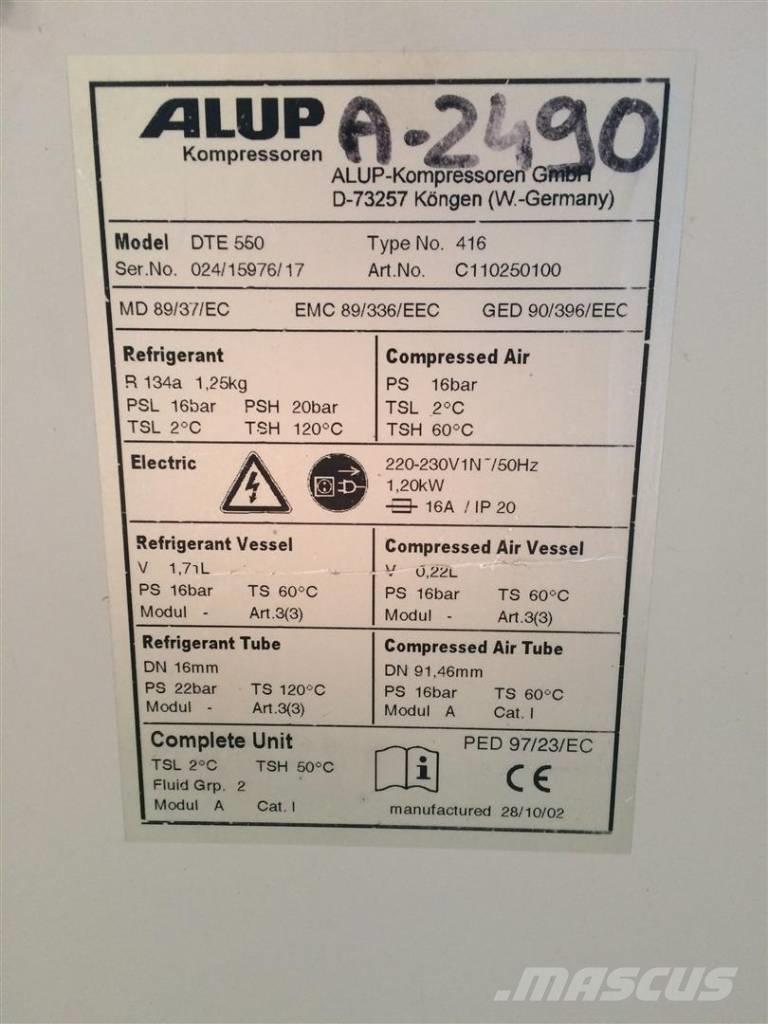 ALUP A-2490
Kompressoren
ALUP-Kompressoren GmbH
D-73257 Köngen (W.-Germany)
Model DTE 550 Type No. 416
Ser.No. 024/15976/17 Art.No. C110250100
MD 89/37/EC EMC 89/336/EEC GED 90/396/EEC
Refrigerant
R 134a 1,25kg
PSL 16bar PSH 20bar
TSL 2°C TSH 120°C
Compressed Air
PS 16bar
TSL 2°C
TSH 60°C
Electric
220-230V1N~/50Hz
1,20kW
16A / IP 20
Refrigerant Vessel
V 1,71L
PS 16bar TS 60°C
Modul - Art.3(3)
Compressed Air Vessel
V 0,22L
PS 16bar TS 60°C
Modul - Art.3(3)
Refrigerant Tube
DN 16mm
PS 22bar TS 120°C
Modul - Art.3(3)
Compressed Air Tube
DN 91,46mm
PS 16bar TS 60°C
Modul A Cat. I
Complete Unit
TSL 2°C TSH 50°C
Fluid Grp. 2
Modul A Cat. I
i
PED 97/23/EC
CE
manufactured 28/10/02
MASCUS